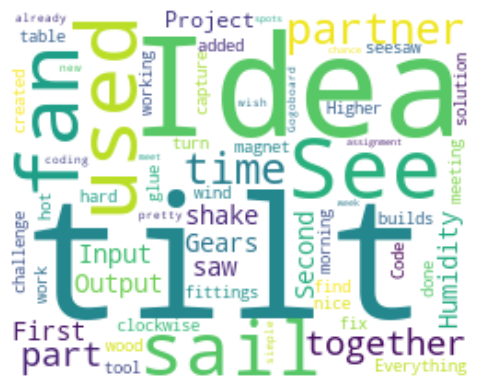 already
spots
Project
partner
table
added
seesaw
Idea
fan
used
working
capture
new
created
chance
wish
Gogoboard
Higher
solution
turn
magnet
assignment
coding
time
See
meet
meeting
hot
hard
glue
wind
week
tilt
pretty
shake
Second
morning
builds
challenge
work
Input
Output
Gears
saw
fittings
Code
find
nice
done
Humidity
First
part
clockwise
wood
tool
sail
simple
fix
together
Everything